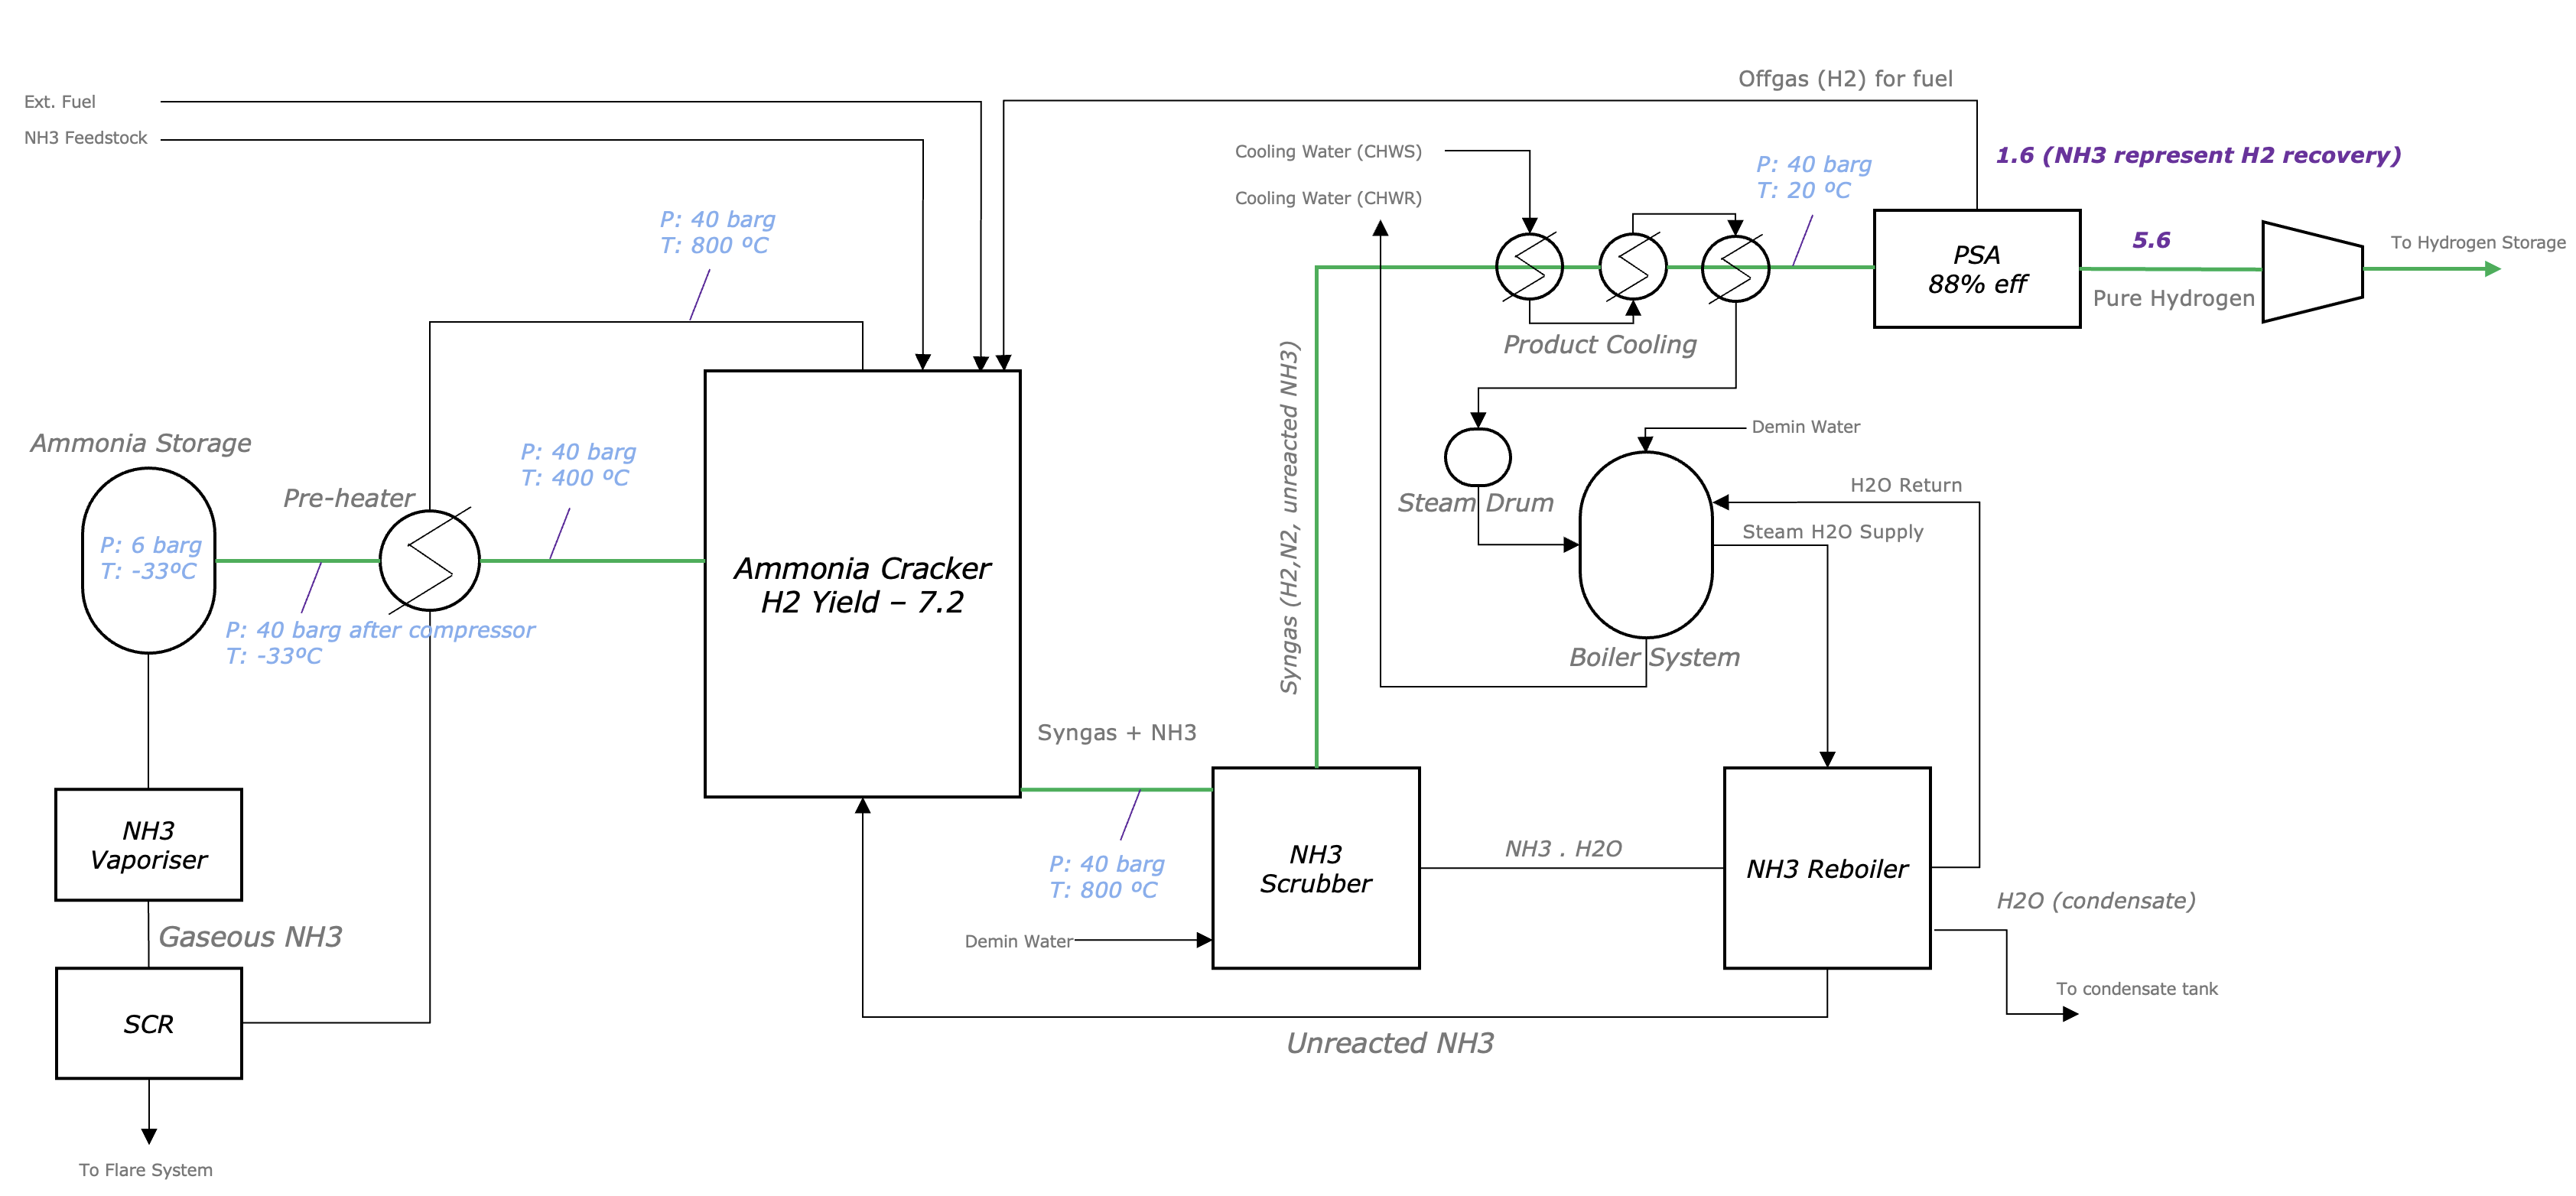 Offgas (H2) for fuel
Ext. Fuel
NH3 Feedstock
Cooling Water (CHWS)
Cooling Water (CHWR)
P: 40 barg
T: 20 ºC
1.6 (NH3 represent H2 recovery)
P: 40 barg
T: 800 ºC
PSA
88% eff
5.6
Pure Hydrogen
To Hydrogen Storage
Product Cooling
Syngas (H2,N2, unreacted NH3)
Ammonia Storage
P: 6 barg
T: -33ºC
Pre-heater
P: 40 barg
T: 400 ºC
P: 40 barg after compressor
T: -33ºC
Ammonia Cracker
H2 Yield – 7.2
Demin Water
Steam Drum
H2O Return
Steam H2O Supply
Boiler System
Syngas + NH3
P: 40 barg
T: 800 ºC
NH3
Vaporiser
Gaseous NH3
SCR
To Flare System
NH3
Scrubber
Demin Water
NH3 . H2O
NH3 Reboiler
H2O (condensate)
To condensate tank
Unreacted NH3